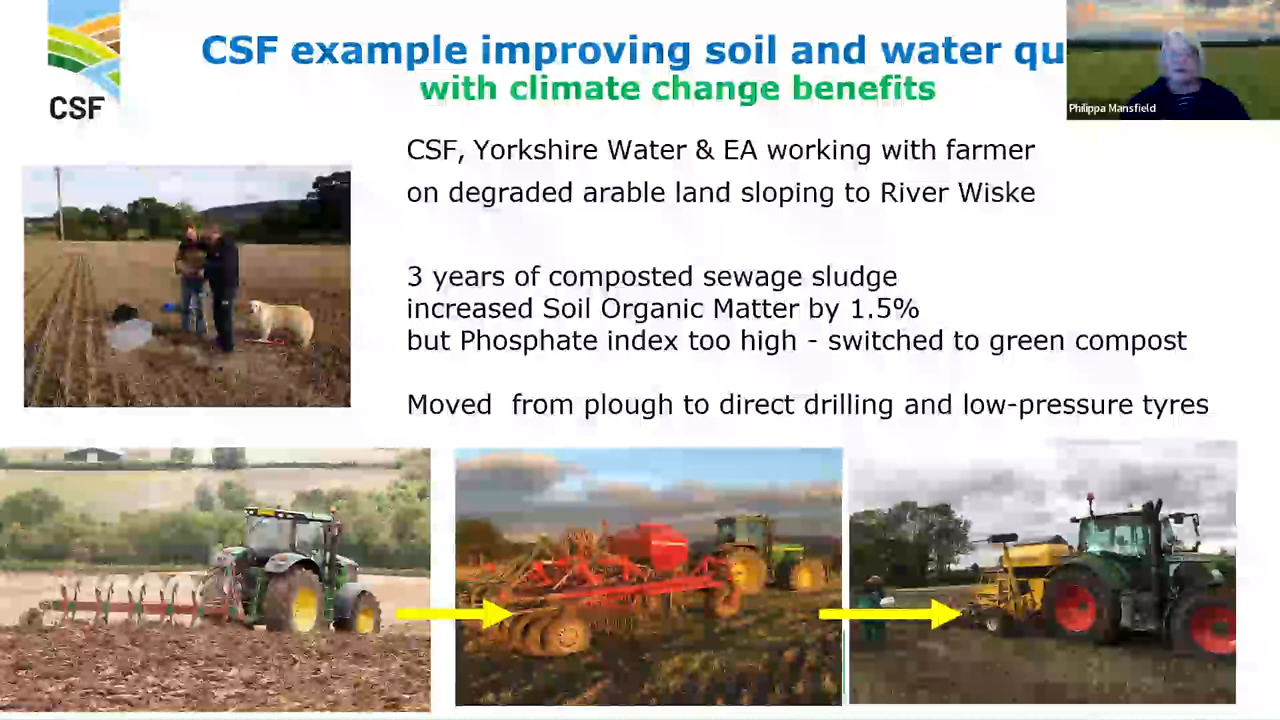 CSF example improving soil and water qu
with climate change benefits
CSF
Philippa Mansfield
CSF, Yorkshire Water & EA working with farmer
on degraded arable land sloping to River Wiske
3 years of composted sewage sludge
increased Soil Organic Matter by 1.5%
but Phosphate index too high - switched to green compost
Moved from plough to direct drilling and low-pressure tyres